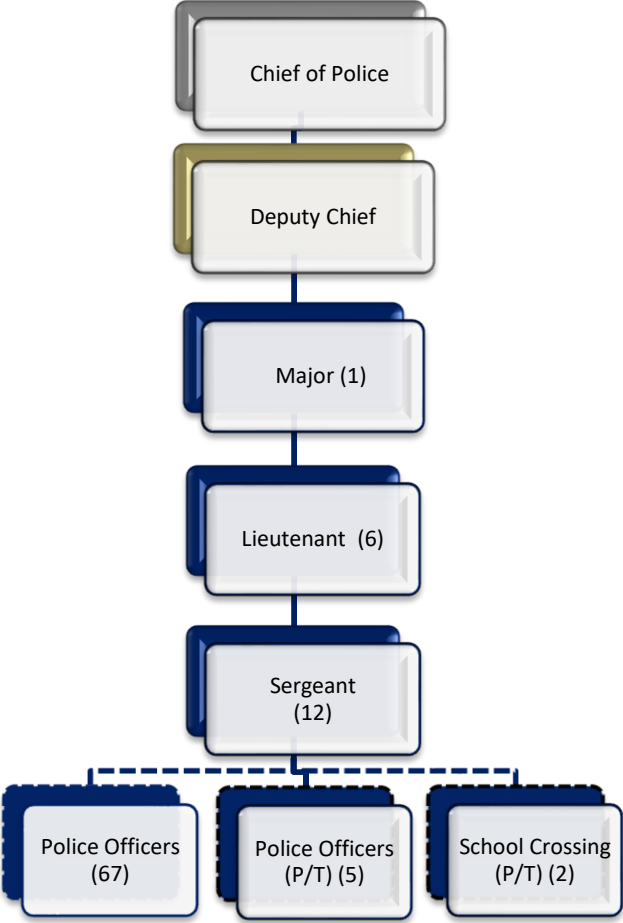 Chief of Police
Deputy Chief
Major (1)
Lieutenant  (6)
Sergeant
(12)
Police Officers
(67)
Police Officers
(P/T) (5)
School Crossing
(P/T) (2)